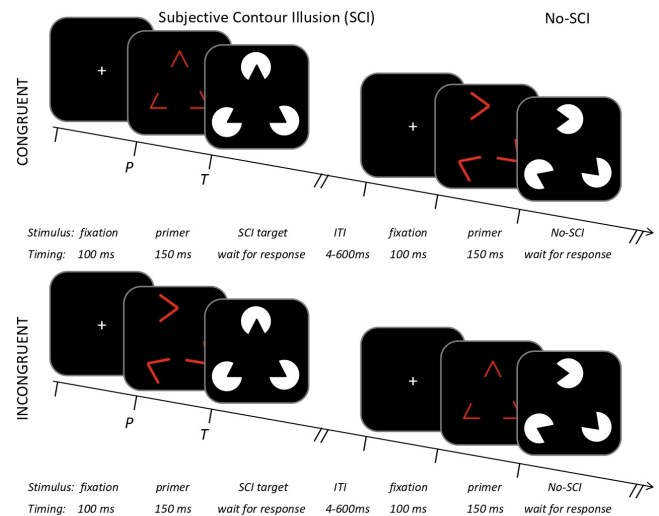 Subjective Contour Illusion (SCI) No-SCI
CONGRUENT
P
T
Stimulus: fixation primer SCI target ITI fixation primer No-SCI
Timing: 100 ms 150 ms wait for response 4-600ms 100 ms 150 ms wait for response
INCONGRUENT
P
T
Stimulus: fixation primer SCI target ITI fixation primer No-SCI
Timing: 100 ms 150 ms wait for response 4-600ms 100 ms 150 ms wait for response